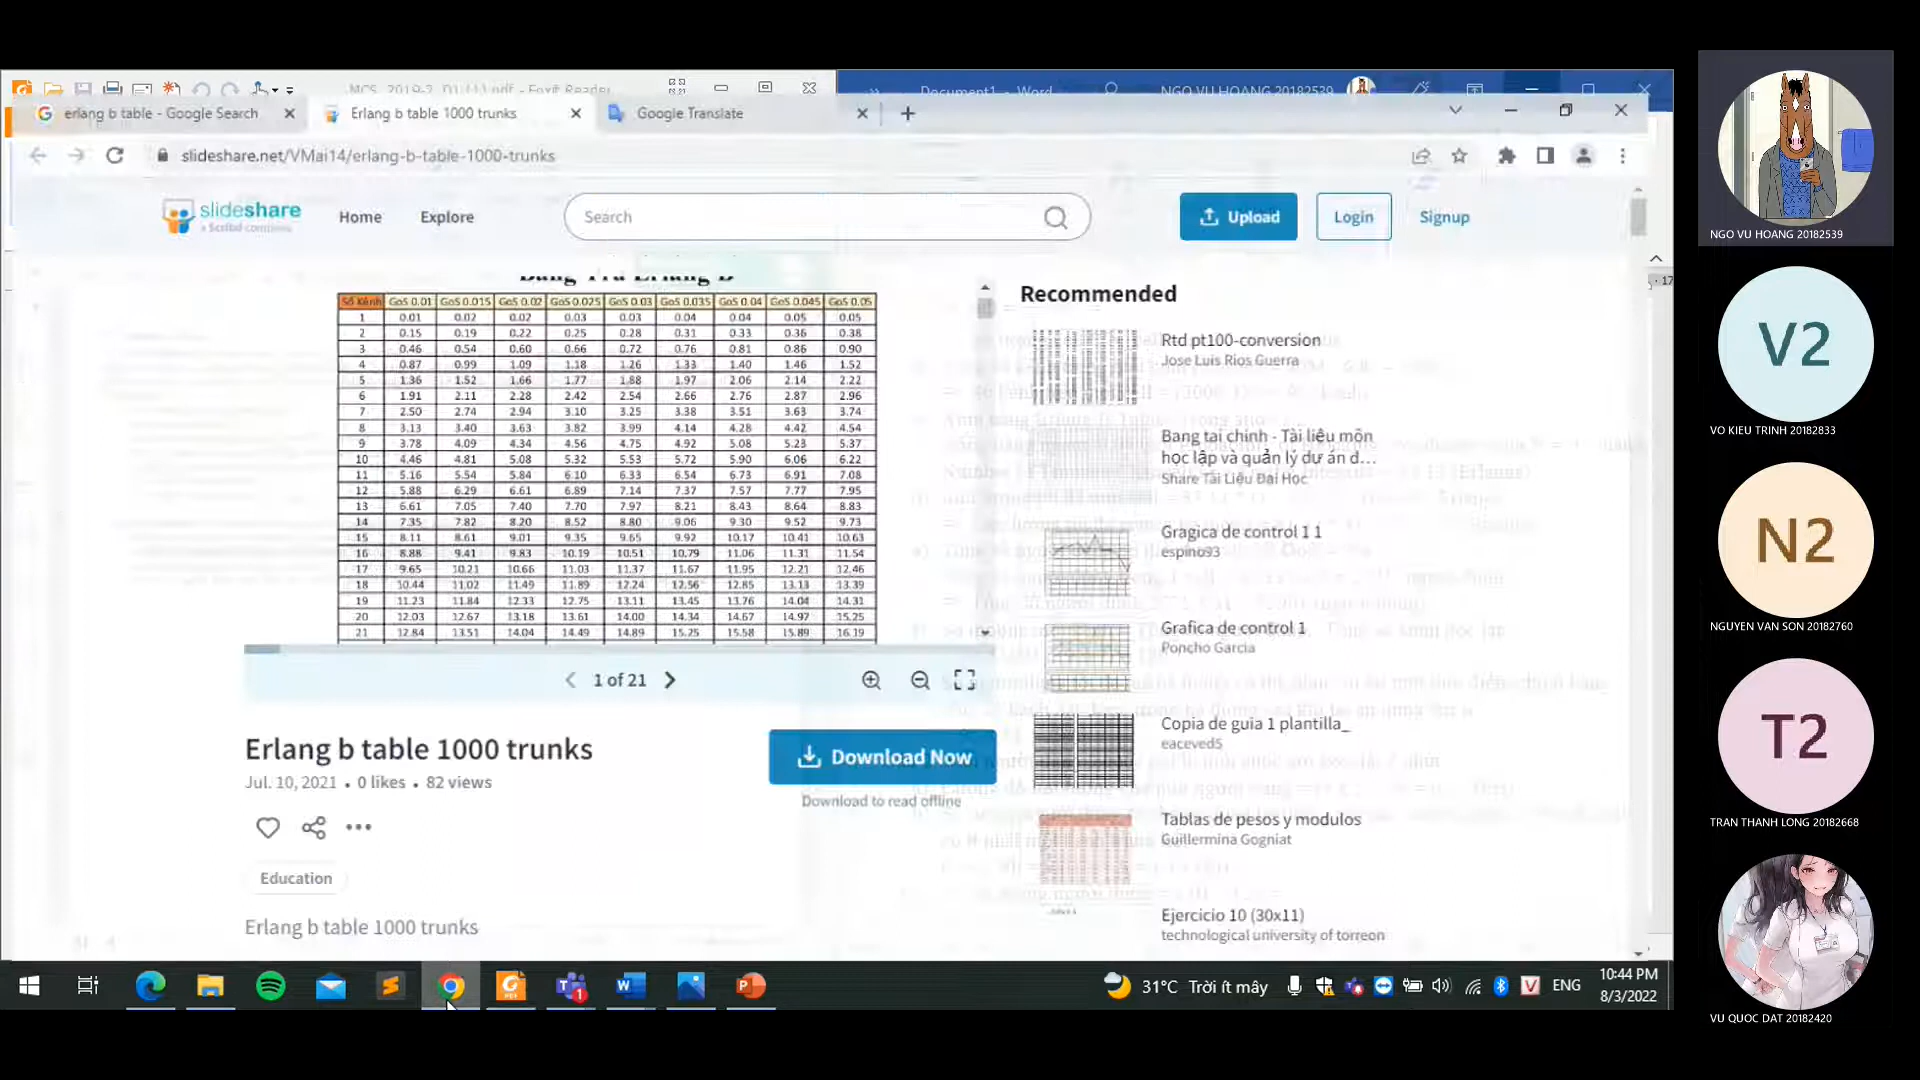 MCS_2019-2_01(1).pdf - Foxit Reader
Document1 - Word
NGO VU HOANG 20182539
erlang b table - Google Search
Erlang b table 1000 trunks
Google Translate
slideshare.net/VMai14/erlang-b-table-1000-trunks
slideshare
a Scribd company
Home
Explore
Search
Upload
Login
Signup
Bảng Tra Erlang B
Số Kênh GoS 0.01 GoS 0.015 GoS 0.02 GoS 0.025 GoS 0.03 GoS 0.035 GoS 0.04 GoS 0.045 GoS 0.05
1 0.01 0.02 0.02 0.03 0.03 0.04 0.04 0.05 0.05
2 0.15 0.19 0.22 0.25 0.28 0.31 0.33 0.36 0.38
3 0.46 0.54 0.60 0.66 0.72 0.76 0.81 0.86 0.90
4 0.87 0.99 1.09 1.18 1.26 1.33 1.40 1.46 1.52
5 1.36 1.52 1.66 1.77 1.88 1.97 2.06 2.14 2.22
6 1.91 2.11 2.28 2.42 2.54 2.66 2.76 2.87 2.96
7 2.50 2.74 2.94 3.10 3.25 3.38 3.51 3.63 3.74
8 3.13 3.40 3.63 3.82 3.99 4.14 4.28 4.42 4.54
9 3.78 4.09 4.34 4.56 4.75 4.92 5.08 5.23 5.37
10 4.46 4.81 5.08 5.32 5.53 5.72 5.90 6.06 6.22
11 5.16 5.54 5.84 6.10 6.33 6.54 6.73 6.91 7.08
12 5.88 6.29 6.61 6.89 7.14 7.37 7.57 7.77 7.95
13 6.61 7.05 7.40 7.70 7.97 8.21 8.43 8.64 8.83
14 7.35 7.82 8.20 8.52 8.80 9.06 9.30 9.52 9.73
15 8.11 8.61 9.01 9.35 9.65 9.92 10.17 10.41 10.63
16 8.88 9.41 9.83 10.19 10.51 10.79 11.06 11.31 11.54
17 9.65 10.21 10.66 11.03 11.37 11.67 11.95 12.21 12.46
18 10.44 11.02 11.49 11.89 12.24 12.56 12.85 13.13 13.39
19 11.23 11.84 12.33 12.75 13.11 13.45 13.76 14.04 14.31
20 12.03 12.67 13.18 13.61 14.00 14.34 14.67 14.97 15.25
21 12.84 13.51 14.04 14.49 14.89 15.25 15.58 15.89 16.19
1 of 21
Erlang b table 1000 trunks
Jul. 10, 2021 • 0 likes • 82 views
Download Now
Download to read offline
Education
Erlang b table 1000 trunks
Recommended
Rtd pt100-conversion
Jose Luis Rios Guerra
Bang tai chinh - Tài liệu môn
học lập và quản lý dự án d...
Share Tài Liệu Đại Học
Gragica de control 1 1
espino93
Grafica de control 1
Poncho Garcia
Copia de guia 1 plantilla_
eaceved5
Tablas de pesos y modulos
Guillermina Gogniat
Ejercicio 10 (30x11)
technological university of torreon
17
1
31°C Trời ít mây
ENG
10:44 PM
8/3/2022
NGO VU HOANG 20182539
V2
VO KIEU TRINH 20182833
N2
NGUYEN VAN SON 20182760
T2
TRAN THANH LONG 20182668
VU QUOC DAT 20182420